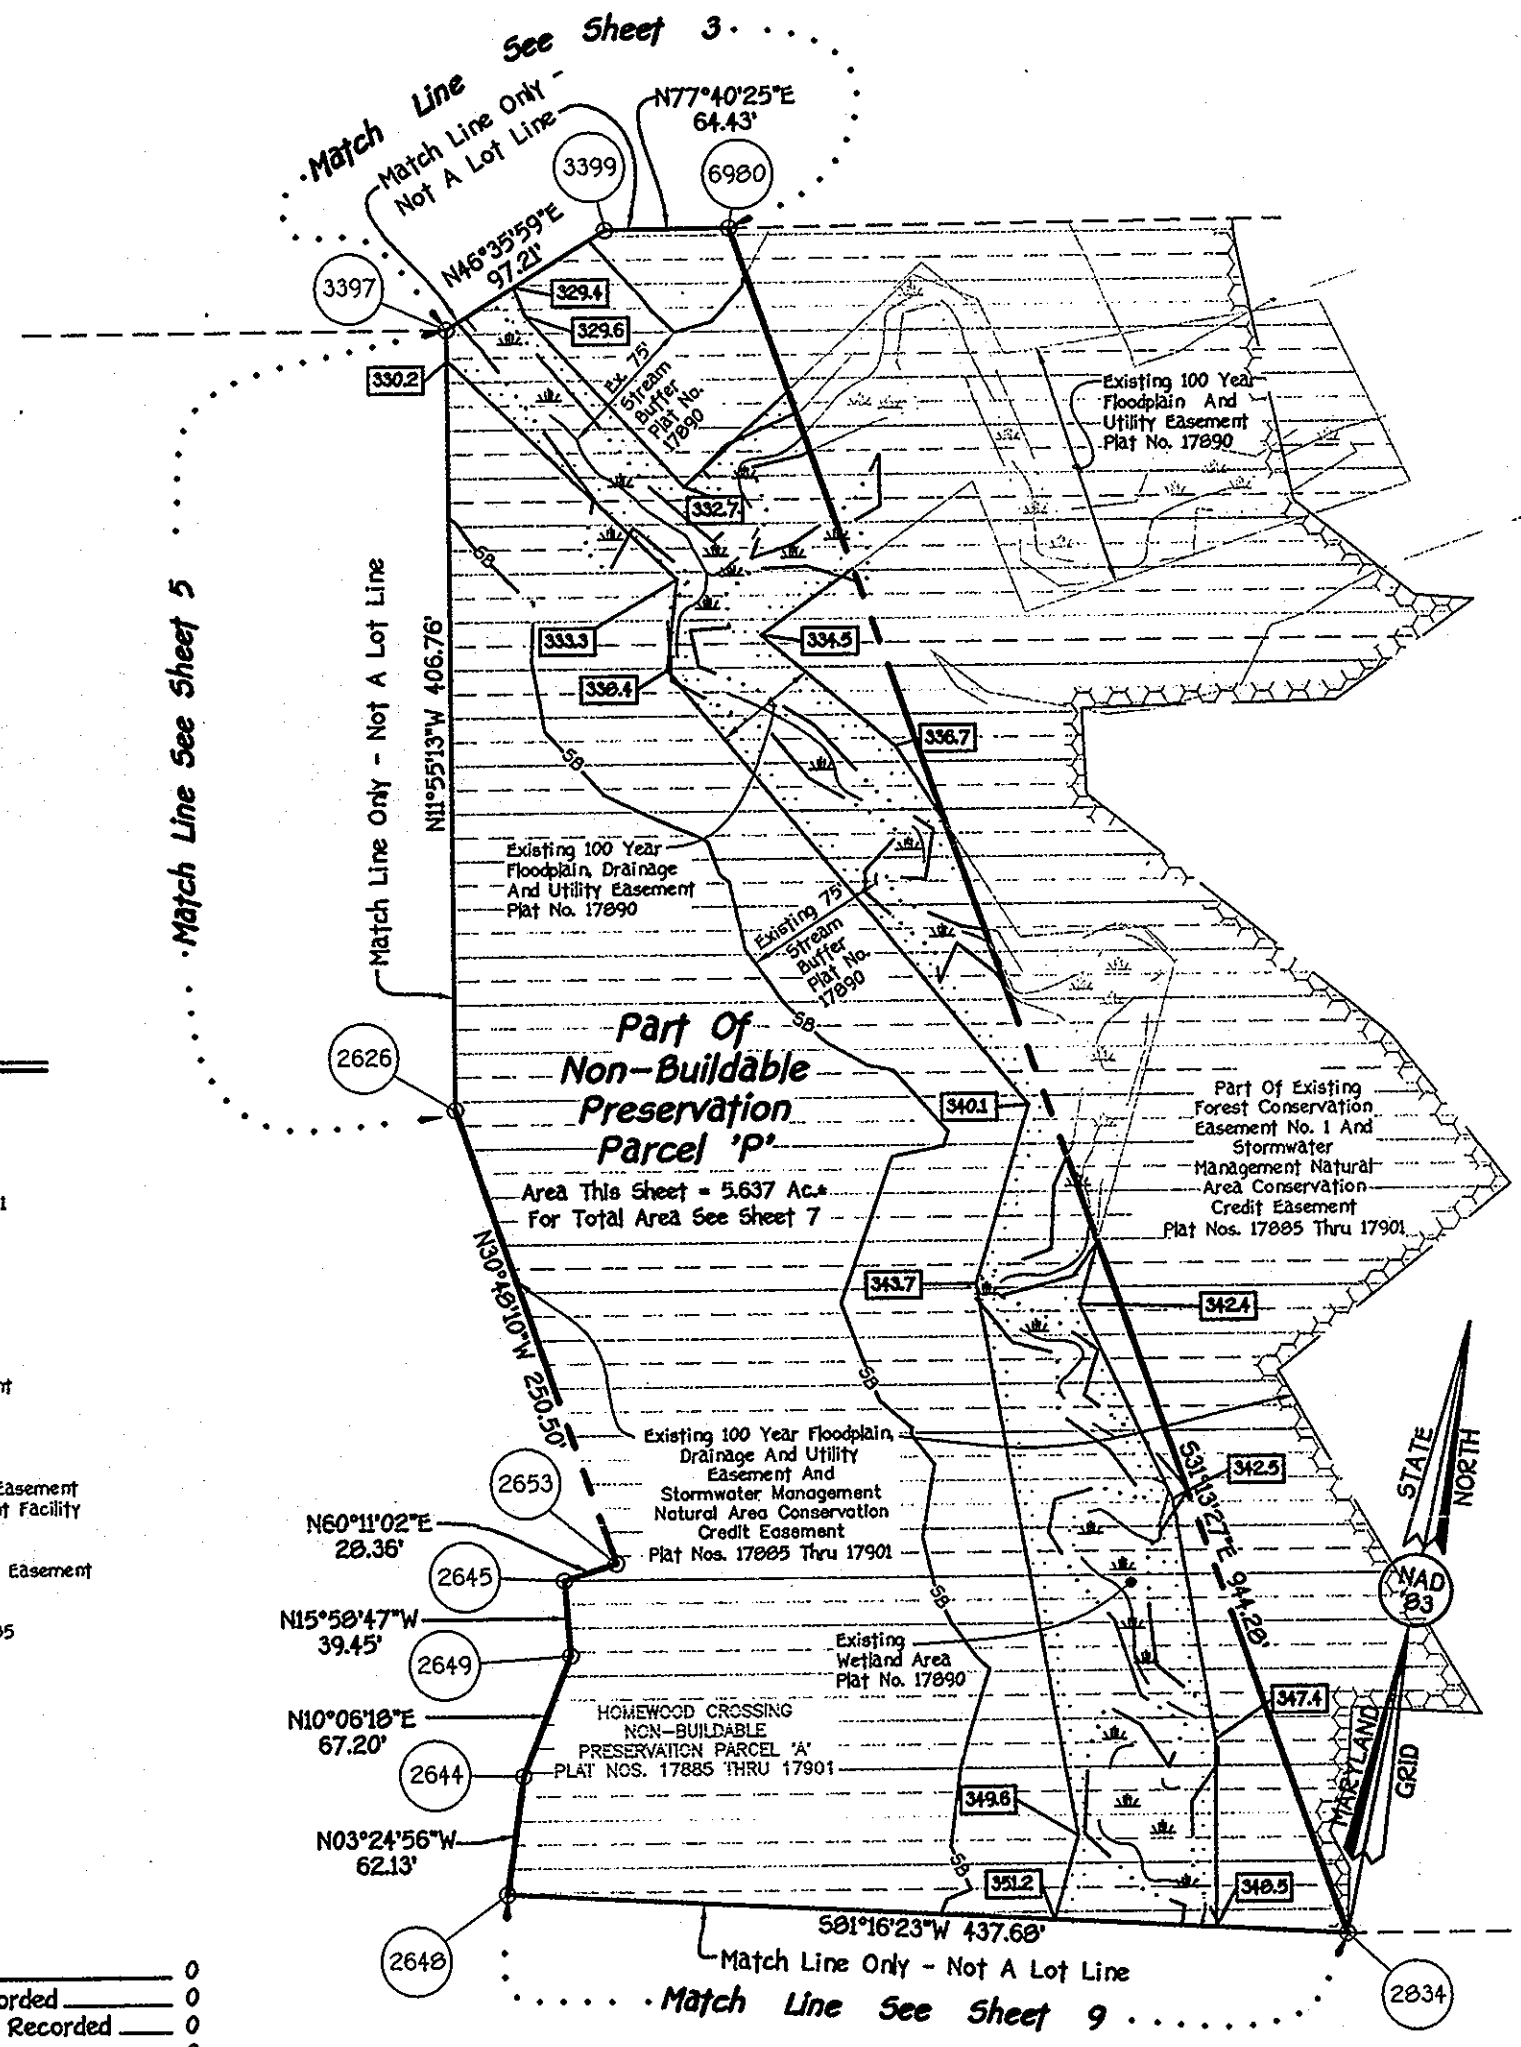 Match Line See Sheet 3
Match Line Only -
Not A Lot Line
N77°40'25"E
64.43'
3399
6980
N46°35'59"E
97.21'
3397
329.4
329.6
330.2
Ex. 75'
Stream
Buffer
Plat No.
17890
Existing 100 Year
Floodplain And
Utility Easement
Plat No. 17890
332.7
SB
Match Line See Sheet 5
Match Line Only - Not A Lot Line
N11°55'13"W 406.76'
333.3
334.5
338.4
336.7
SB
Existing 100 Year
Floodplain, Drainage
And Utility Easement
Plat No. 17890
Existing 75'
Stream
Buffer
Plat No.
17890
SB
2626
Part Of
Non-Buildable
Preservation
Parcel 'P'
Area This Sheet = 5.637 Ac.±
For Total Area See Sheet 7
340.1
Part Of Existing
Forest Conservation
Easement No. 1 And
Stormwater
Management Natural
Area Conservation
Credit Easement
Plat Nos. 17885 Thru 17901
1
N30°48'10"W 250.50'
343.7
342.4
SB
nt
Existing 100 Year Floodplain,
Drainage And Utility
Easement And
Stormwater Management
Natural Area Conservation
Credit Easement
Plat Nos. 17885 Thru 17901
S31°13'27"E 944.28'
342.5
STATE
NORTH
Easement
t Facility
2653
N60°11'02"E
28.36'
2645
Easement
SB
NAD
83
N15°58'47"W
39.45'
35
2649
Existing
Wetland Area
Plat No. 17890
347.4
N10°06'18"E
67.20'
HOMEWOOD CROSSING
NON-BUILDABLE
PRESERVATION PARCEL 'A'
PLAT NOS. 17885 THRU 17901
2644
MARYLAND
GRID
349.6
N03°24'56"W
62.13'
SB
351.2
348.5
S81°16'23"W 437.68'
2648
Match Line Only - Not A Lot Line
Match Line See Sheet 9
2834
0
orded 0
Recorded 0